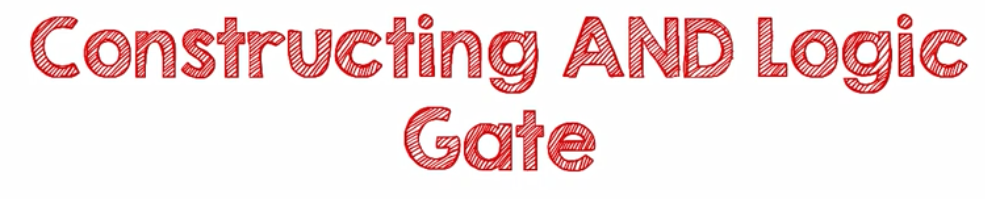 Constructing AND Logic
Gate